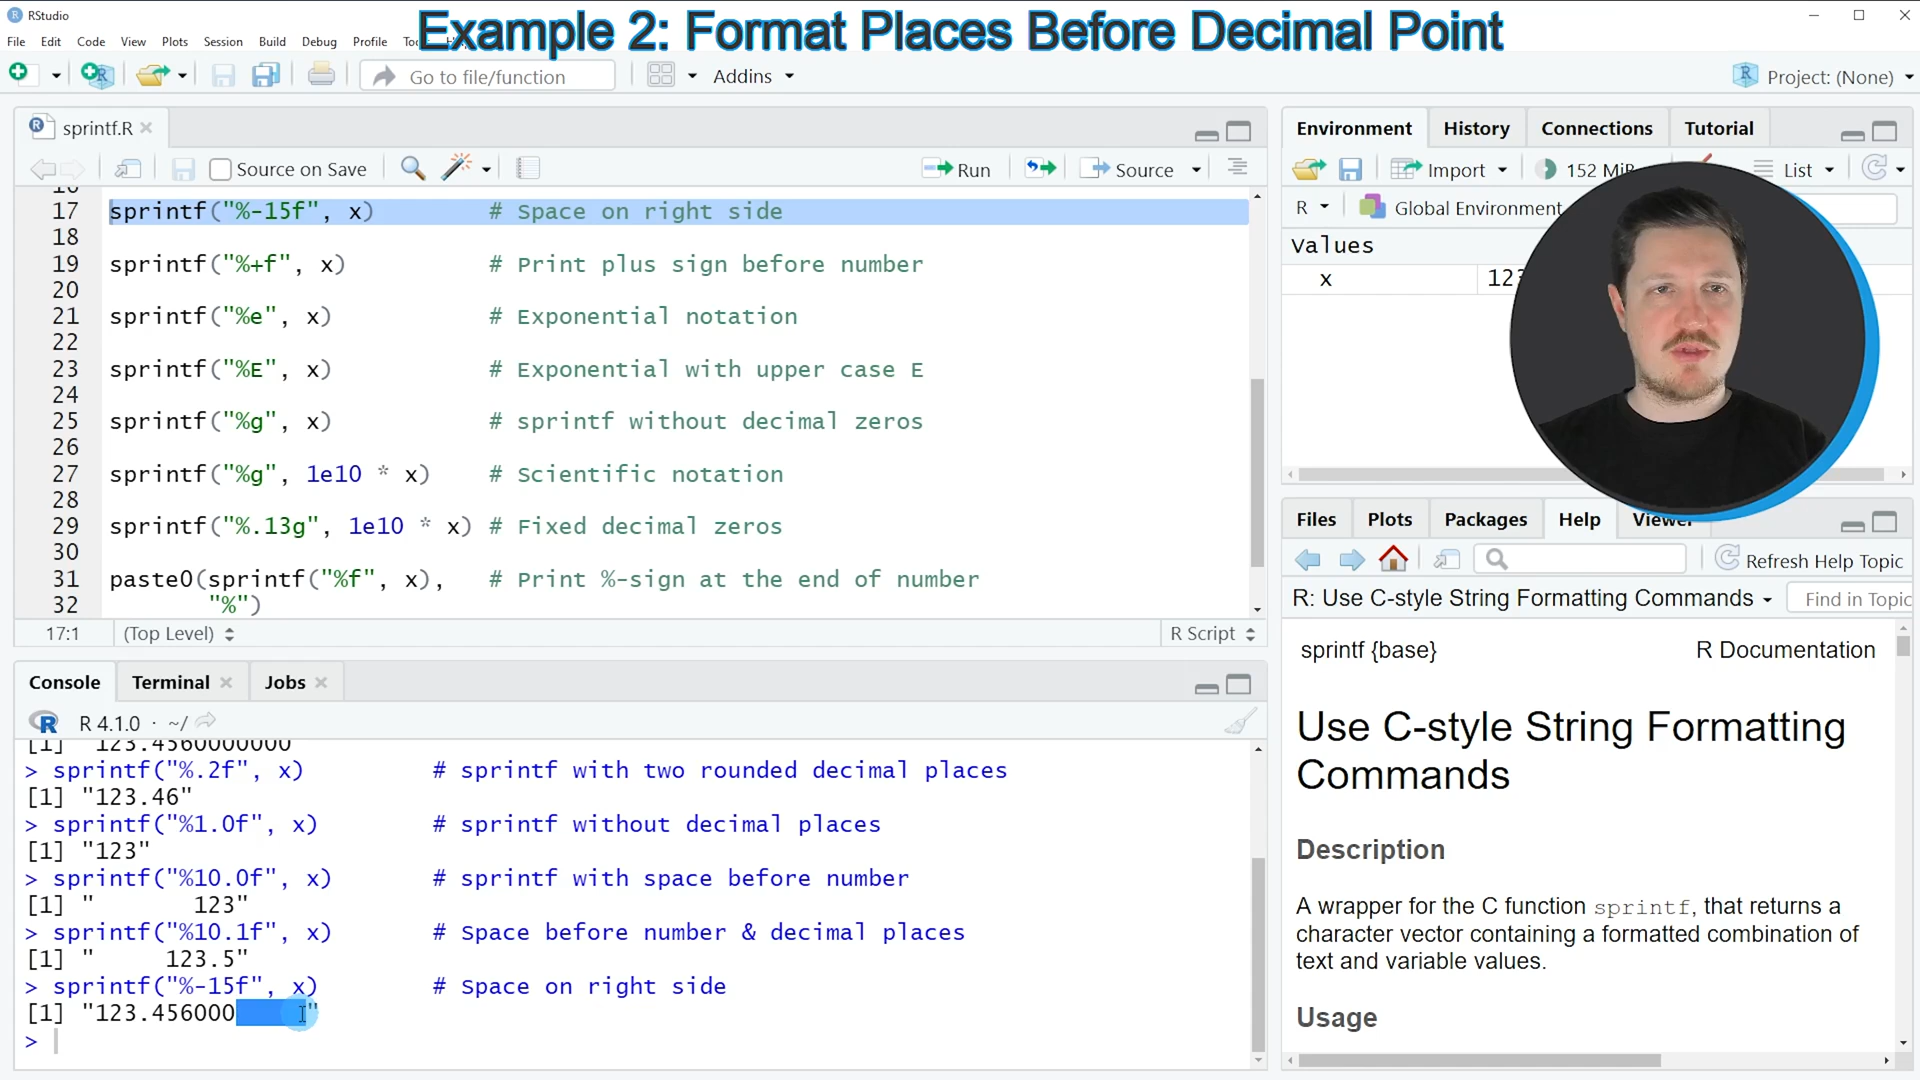 RStudio
Example 2: Format Places Before Decimal Point
File Edit Code View Plots Session Build Debug Profile
Go to file/function
Addins
Project: (None)
sprintf.R
Source on Save
Run
Source
16
17 sprintf("%-15f", x) # Space on right side
18
19 sprintf("%+f", x) # Print plus sign before number
20
21 sprintf("%e", x) # Exponential notation
22
23 sprintf("%E", x) # Exponential with upper case E
24
25 sprintf("%g", x) # sprintf without decimal zeros
26
27 sprintf("%g", 1e10 * x) # Scientific notation
28
29 sprintf("%.13g", 1e10 * x) # Fixed decimal zeros
30
31 paste0(sprintf("%f", x), # Print %-sign at the end of number
32 "%")
17:1 (Top Level) R Script
Console Terminal Jobs
R 4.1.0 · ~/
[1] "123.4560000000"
> sprintf("%.2f", x) # sprintf with two rounded decimal places
[1] "123.46"
> sprintf("%1.0f", x) # sprintf without decimal places
[1] "123"
> sprintf("%10.0f", x) # sprintf with space before number
[1] "       123"
> sprintf("%10.1f", x) # Space before number & decimal places
[1] "     123.5"
> sprintf("%-15f", x) # Space on right side
[1] "123.456000     "
>
Environment History Connections Tutorial
Import 152 MiB List
R Global Environment
Values
x 123
Files Plots Packages Help Viewer
Refresh Help Topic
R: Use C-style String Formatting Commands Find in Topic
sprintf {base} R Documentation
Use C-style String Formatting
Commands
Description
A wrapper for the C function sprintf, that returns a
character vector containing a formatted combination of
text and variable values.
Usage